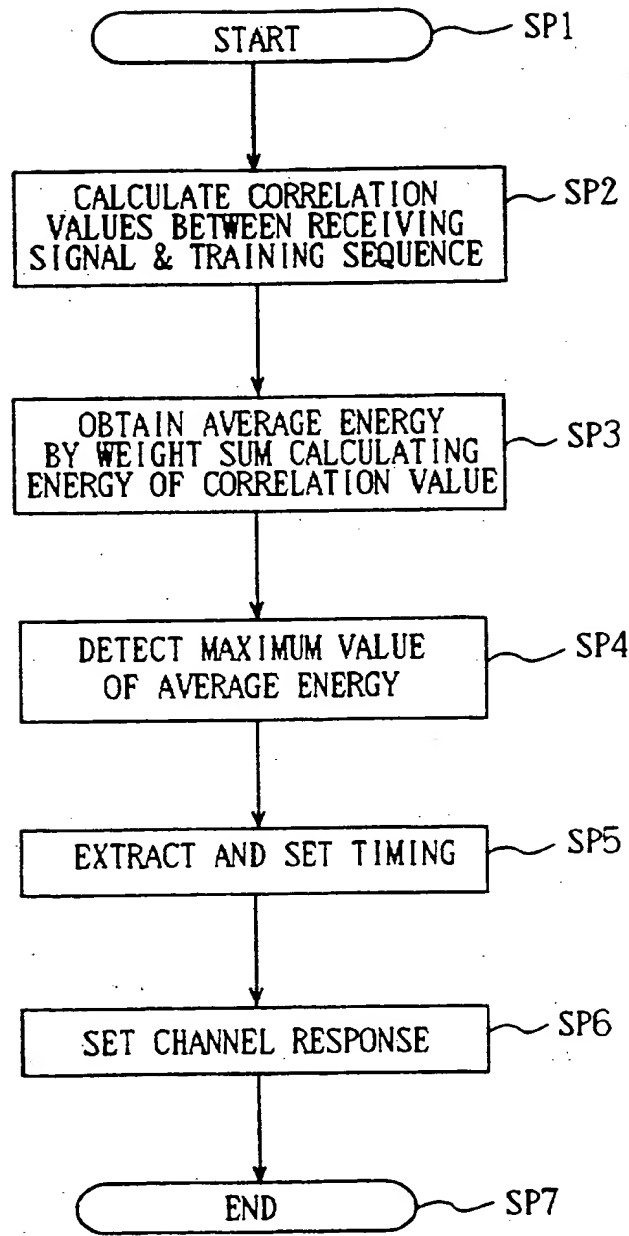 START
SP1
CALCULATE CORRELATION
VALUES BETWEEN RECEIVING
SIGNAL & TRAINING SEQUENCE
SP2
OBTAIN AVERAGE ENERGY
BY WEIGHT SUM CALCULATING
ENERGY OF CORRELATION VALUE
SP3
DETECT MAXIMUM VALUE
OF AVERAGE ENERGY
SP4
EXTRACT AND SET TIMING
SP5
SET CHANNEL RESPONSE
SP6
END
SP7